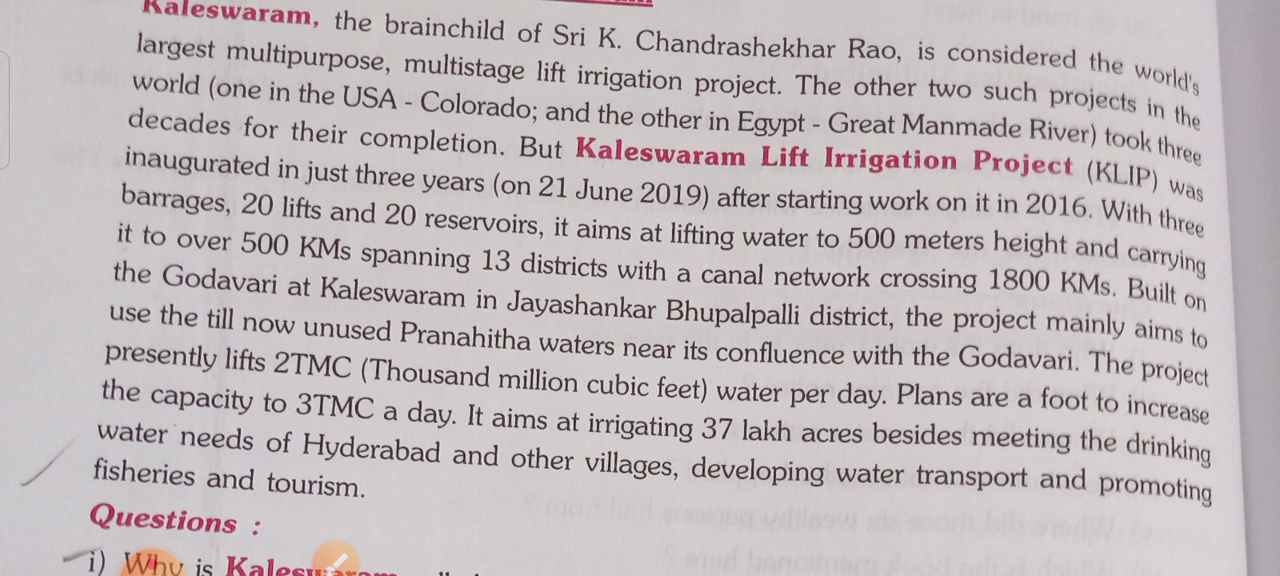 Kaleswaram, the brainchild of Sri K. Chandrashekhar Rao, is considered the world's
largest multipurpose, multistage lift irrigation project. The other two such projects in the
world (one in the USA - Colorado; and the other in Egypt - Great Manmade River) took three
decades for their completion. But Kaleswaram Lift Irrigation Project (KLIP) was
inaugurated in just three years (on 21 June 2019) after starting work on it in 2016. With three
barrages, 20 lifts and 20 reservoirs, it aims at lifting water to 500 meters height and carrying
it to over 500 KMs spanning 13 districts with a canal network crossing 1800 KMs. Built on
the Godavari at Kaleswaram in Jayashankar Bhupalpalli district, the project mainly aims to
use the till now unused Pranahitha waters near its confluence with the Godavari. The project
presently lifts 2TMC (Thousand million cubic feet) water per day. Plans are a foot to increase
the capacity to 3TMC a day. It aims at irrigating 37 lakh acres besides meeting the drinking
water needs of Hyderabad and other villages, developing water transport and promoting
fisheries and tourism.
Questions :
i) Why is Kaleswaram